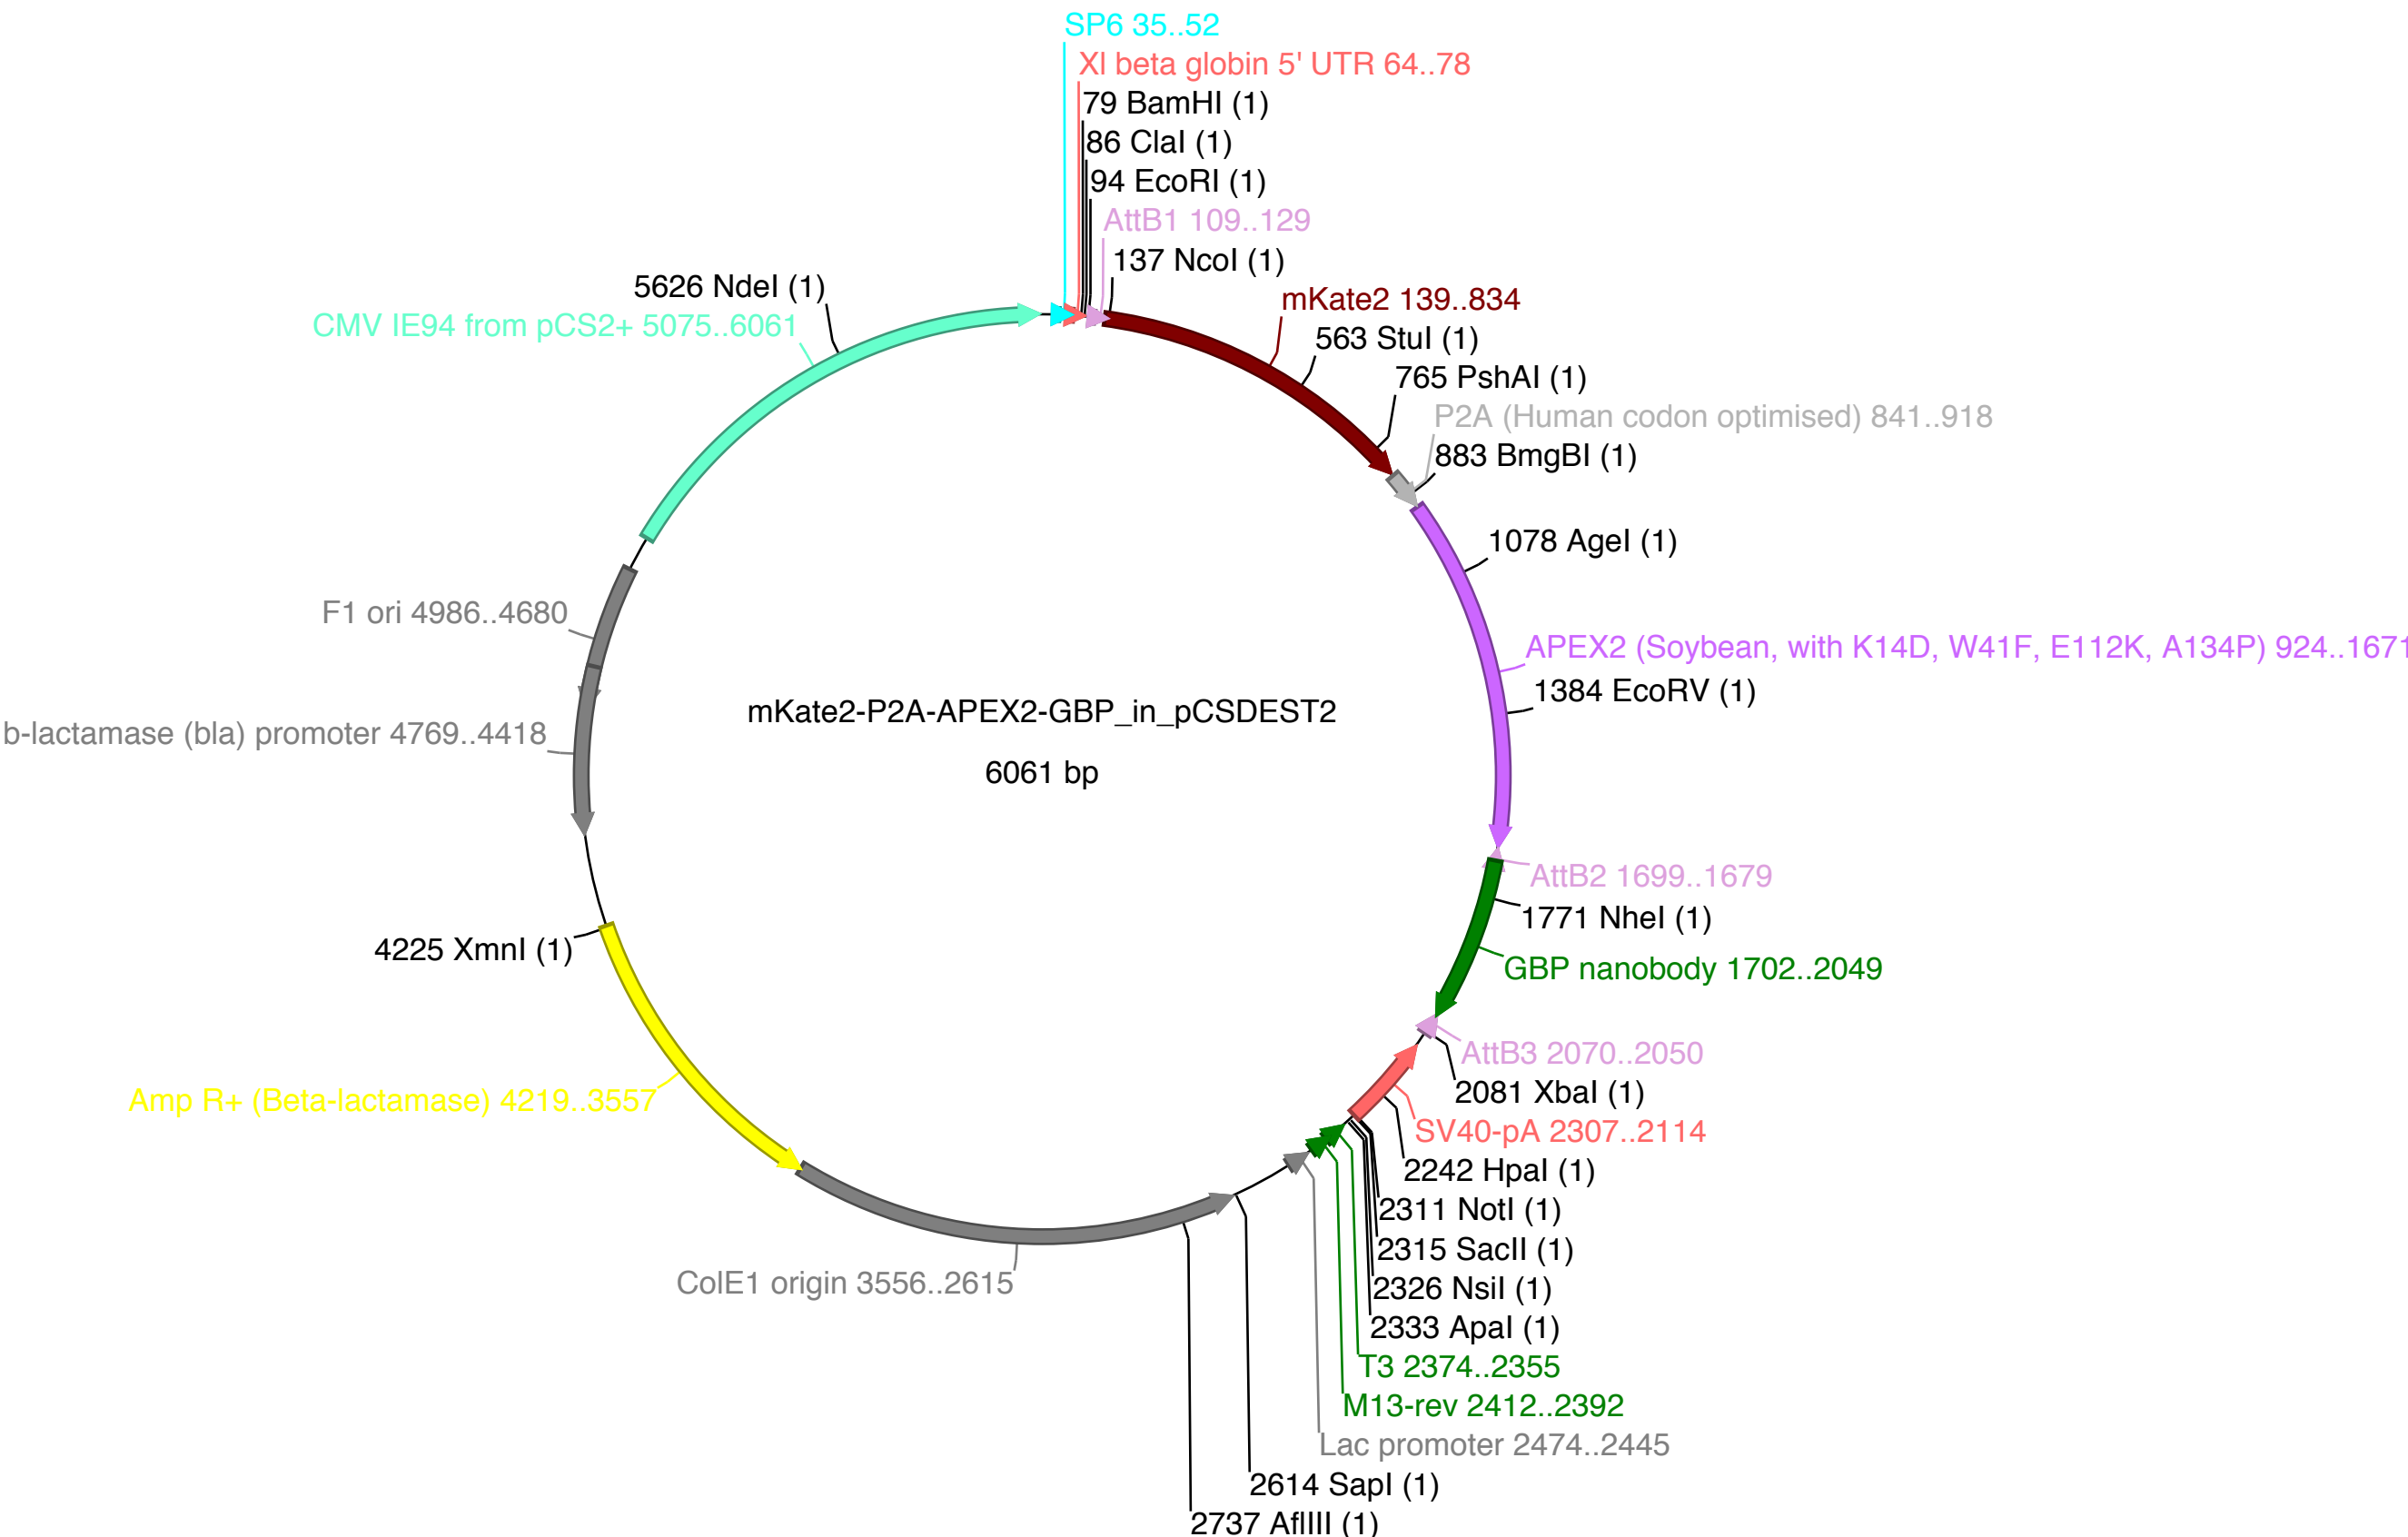 SP6 35..52
Xl beta globin 5' UTR 64..78
79 BamHI (1)
86 ClaI (1)
94 EcoRI (1)
AttB1 109..129
137 NcoI (1)
5626 NdeI (1)
mKate2 139..834
CMV IE94 from pCS2+ 5075..6061
563 StuI (1)
765 PshAI (1)
P2A (Human codon optimised) 841..918
883 BmgBI (1)
1078 AgeI (1)
F1 ori 4986..4680
APEX2 (Soybean, with K14D, W41F, E112K, A134P) 924..1671
1384 EcoRV (1)
mKate2-P2A-APEX2-GBP_in_pCSDEST2
b-lactamase (bla) promoter 4769..4418
6061 bp
AttB2 1699..1679
1771 NheI (1)
4225 XmnI (1)
GBP nanobody 1702..2049
AttB3 2070..2050
2081 XbaI (1)
Amp R+ (Beta-lactamase) 4219..3557
SV40-pA 2307..2114
2242 HpaI (1)
2311 NotI (1)
2315 SacII (1)
ColE1 origin 3556..2615
2326 NsiI (1)
2333 ApaI (1)
T3 2374..2355
M13-rev 2412..2392
Lac promoter 2474..2445
2614 SapI (1)
2737 AflIII (1)